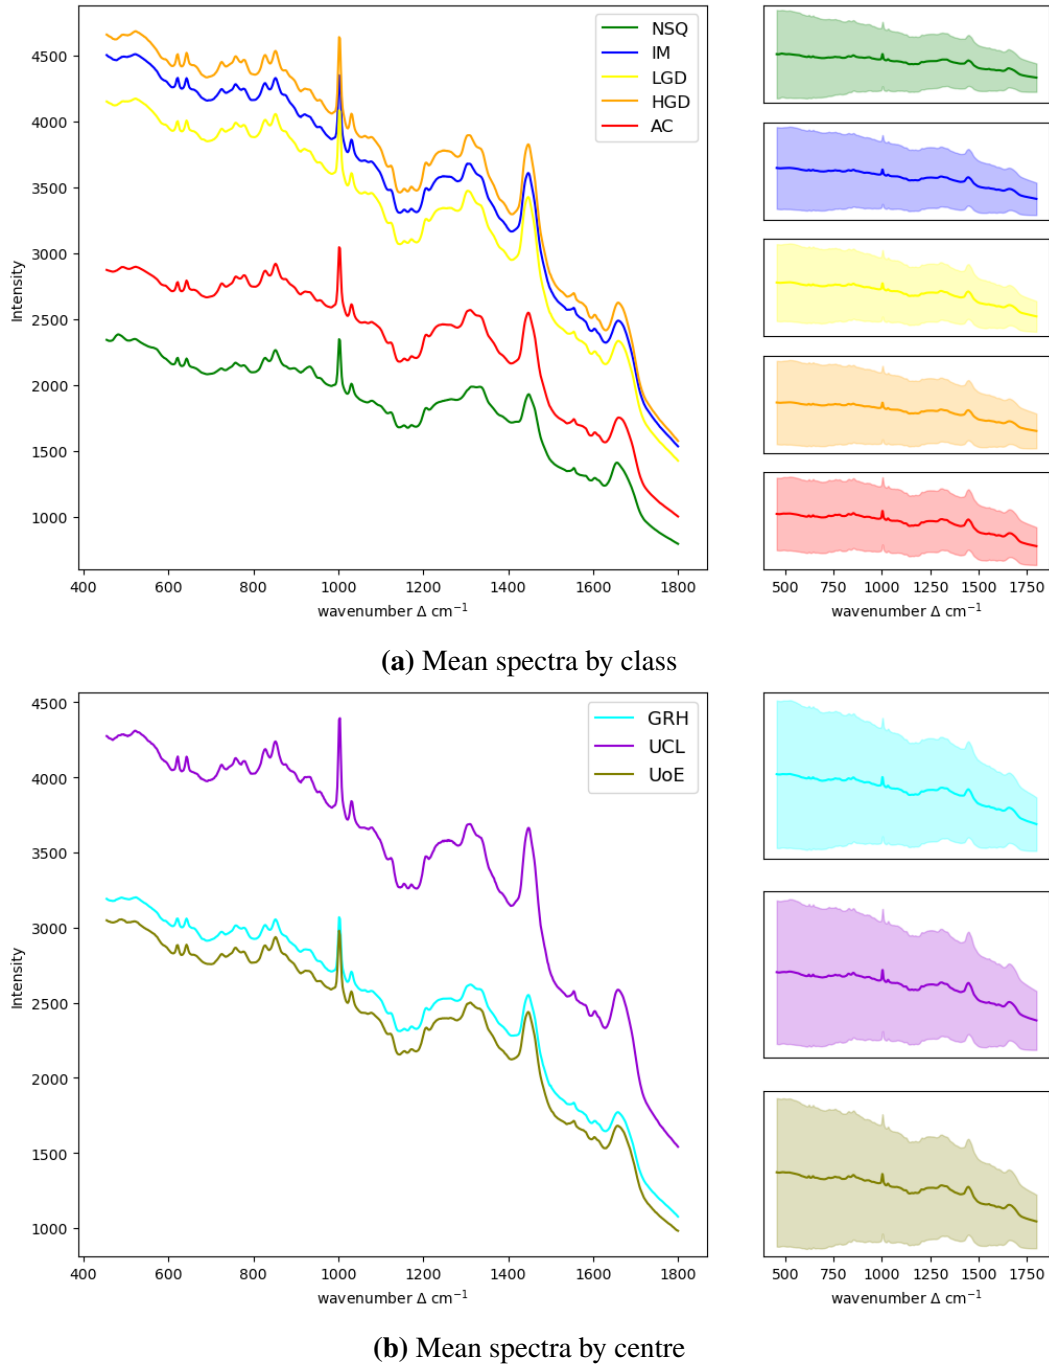 NSQ
IM
LGD
HGD
AC
4500
4000
3500
3000
2500
2000
1500
1000
Intensity
400 600 800 1000 1200 1400 1600 1800
wavenumber Δ cm⁻¹
500 750 1000 1250 1500 1750
wavenumber Δ cm⁻¹
(a) Mean spectra by class
GRH
UCL
UoE
4500
4000
3500
3000
2500
2000
1500
1000
Intensity
400 600 800 1000 1200 1400 1600 1800
wavenumber Δ cm⁻¹
500 750 1000 1250 1500 1750
wavenumber Δ cm⁻¹
(b) Mean spectra by centre